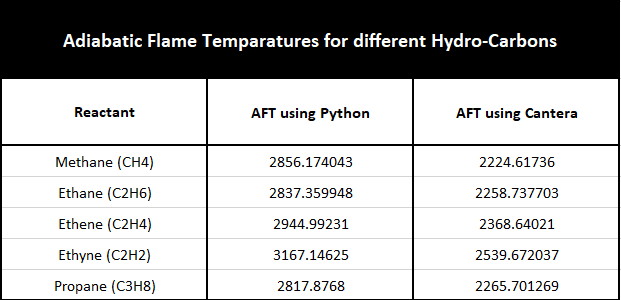 Adiabatic Flame Temparatures for different Hydro-Carbons
Reactant AFT using Python AFT using Cantera
Methane (CH4) 2856.174043 2224.61736
Ethane (C2H6) 2837.359948 2258.737703
Ethene (C2H4) 2944.99231 2368.64021
Ethyne (C2H2) 3167.14625 2539.672037
Propane (C3H8) 2817.8768 2265.701269